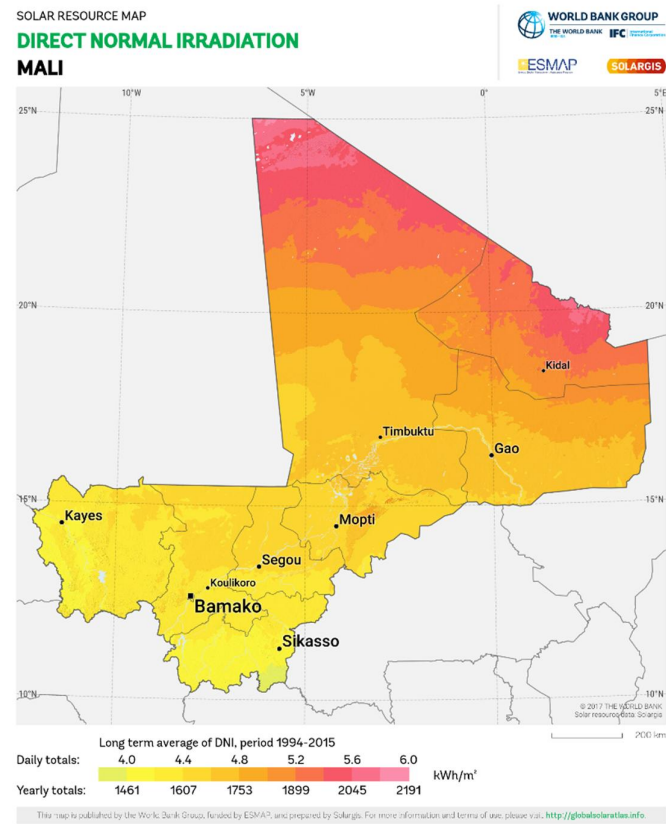 SOLAR RESOURCE MAP
DIRECT NORMAL IRRADIATION
MALI
WORLD BANK GROUP
THE WORLD BANK IFC
ESMAP
SOLARGIS
10°W 5°W 0° 5°E
25°N
20°N 20°N
Kidal
Timbuktu
Gao
15°N 15°N
Kayes
Mopti
Segou
Koulikoro
Bamako
Sikasso
10°N 10°N
© 2017 THE WORLD BANK
Solar resource data: Solargis
200 km
Long term average of DNI, period 1994-2015
Daily totals: 4.0 4.4 4.8 5.2 5.6 6.0
kWh/m²
Yearly totals: 1461 1607 1753 1899 2045 2191
This map is published by the World Bank Group, funded by ESMAP, and prepared by Solargis. For more information and terms of use, please visit http://globalsolaratlas.info.